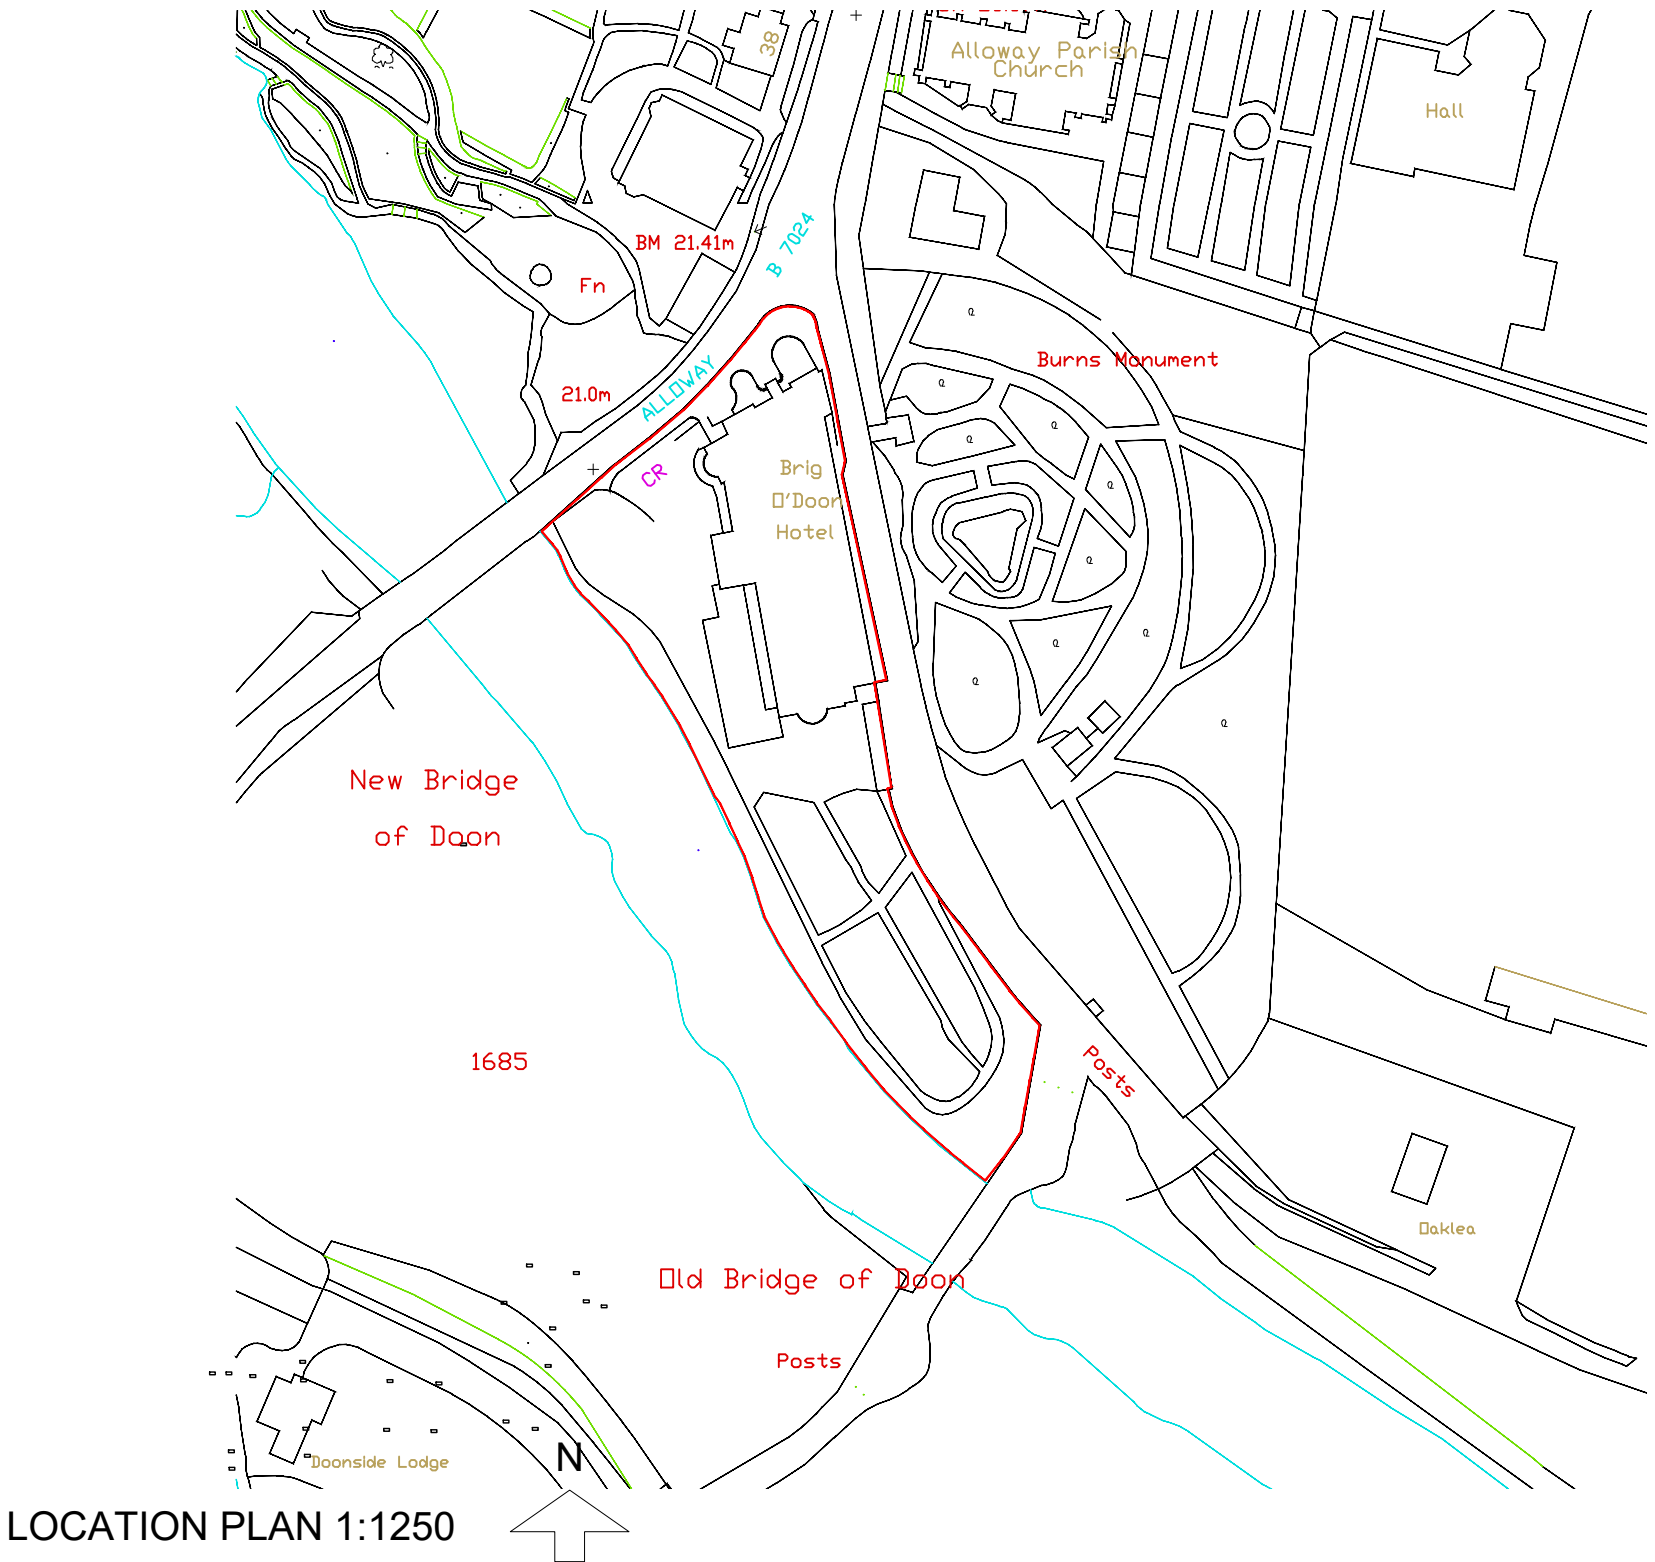 38
Alloway Parish
Church
Hall
BM 21.41m
B 7024
Fn
Burns Monument
21.0m
ALLOWAY
CR
Brig
O'Doon
Hotel
New Bridge
of Doon
1685
Posts
Oaklea
Old Bridge of Doon
Posts
Doonside Lodge
N
LOCATION PLAN 1:1250